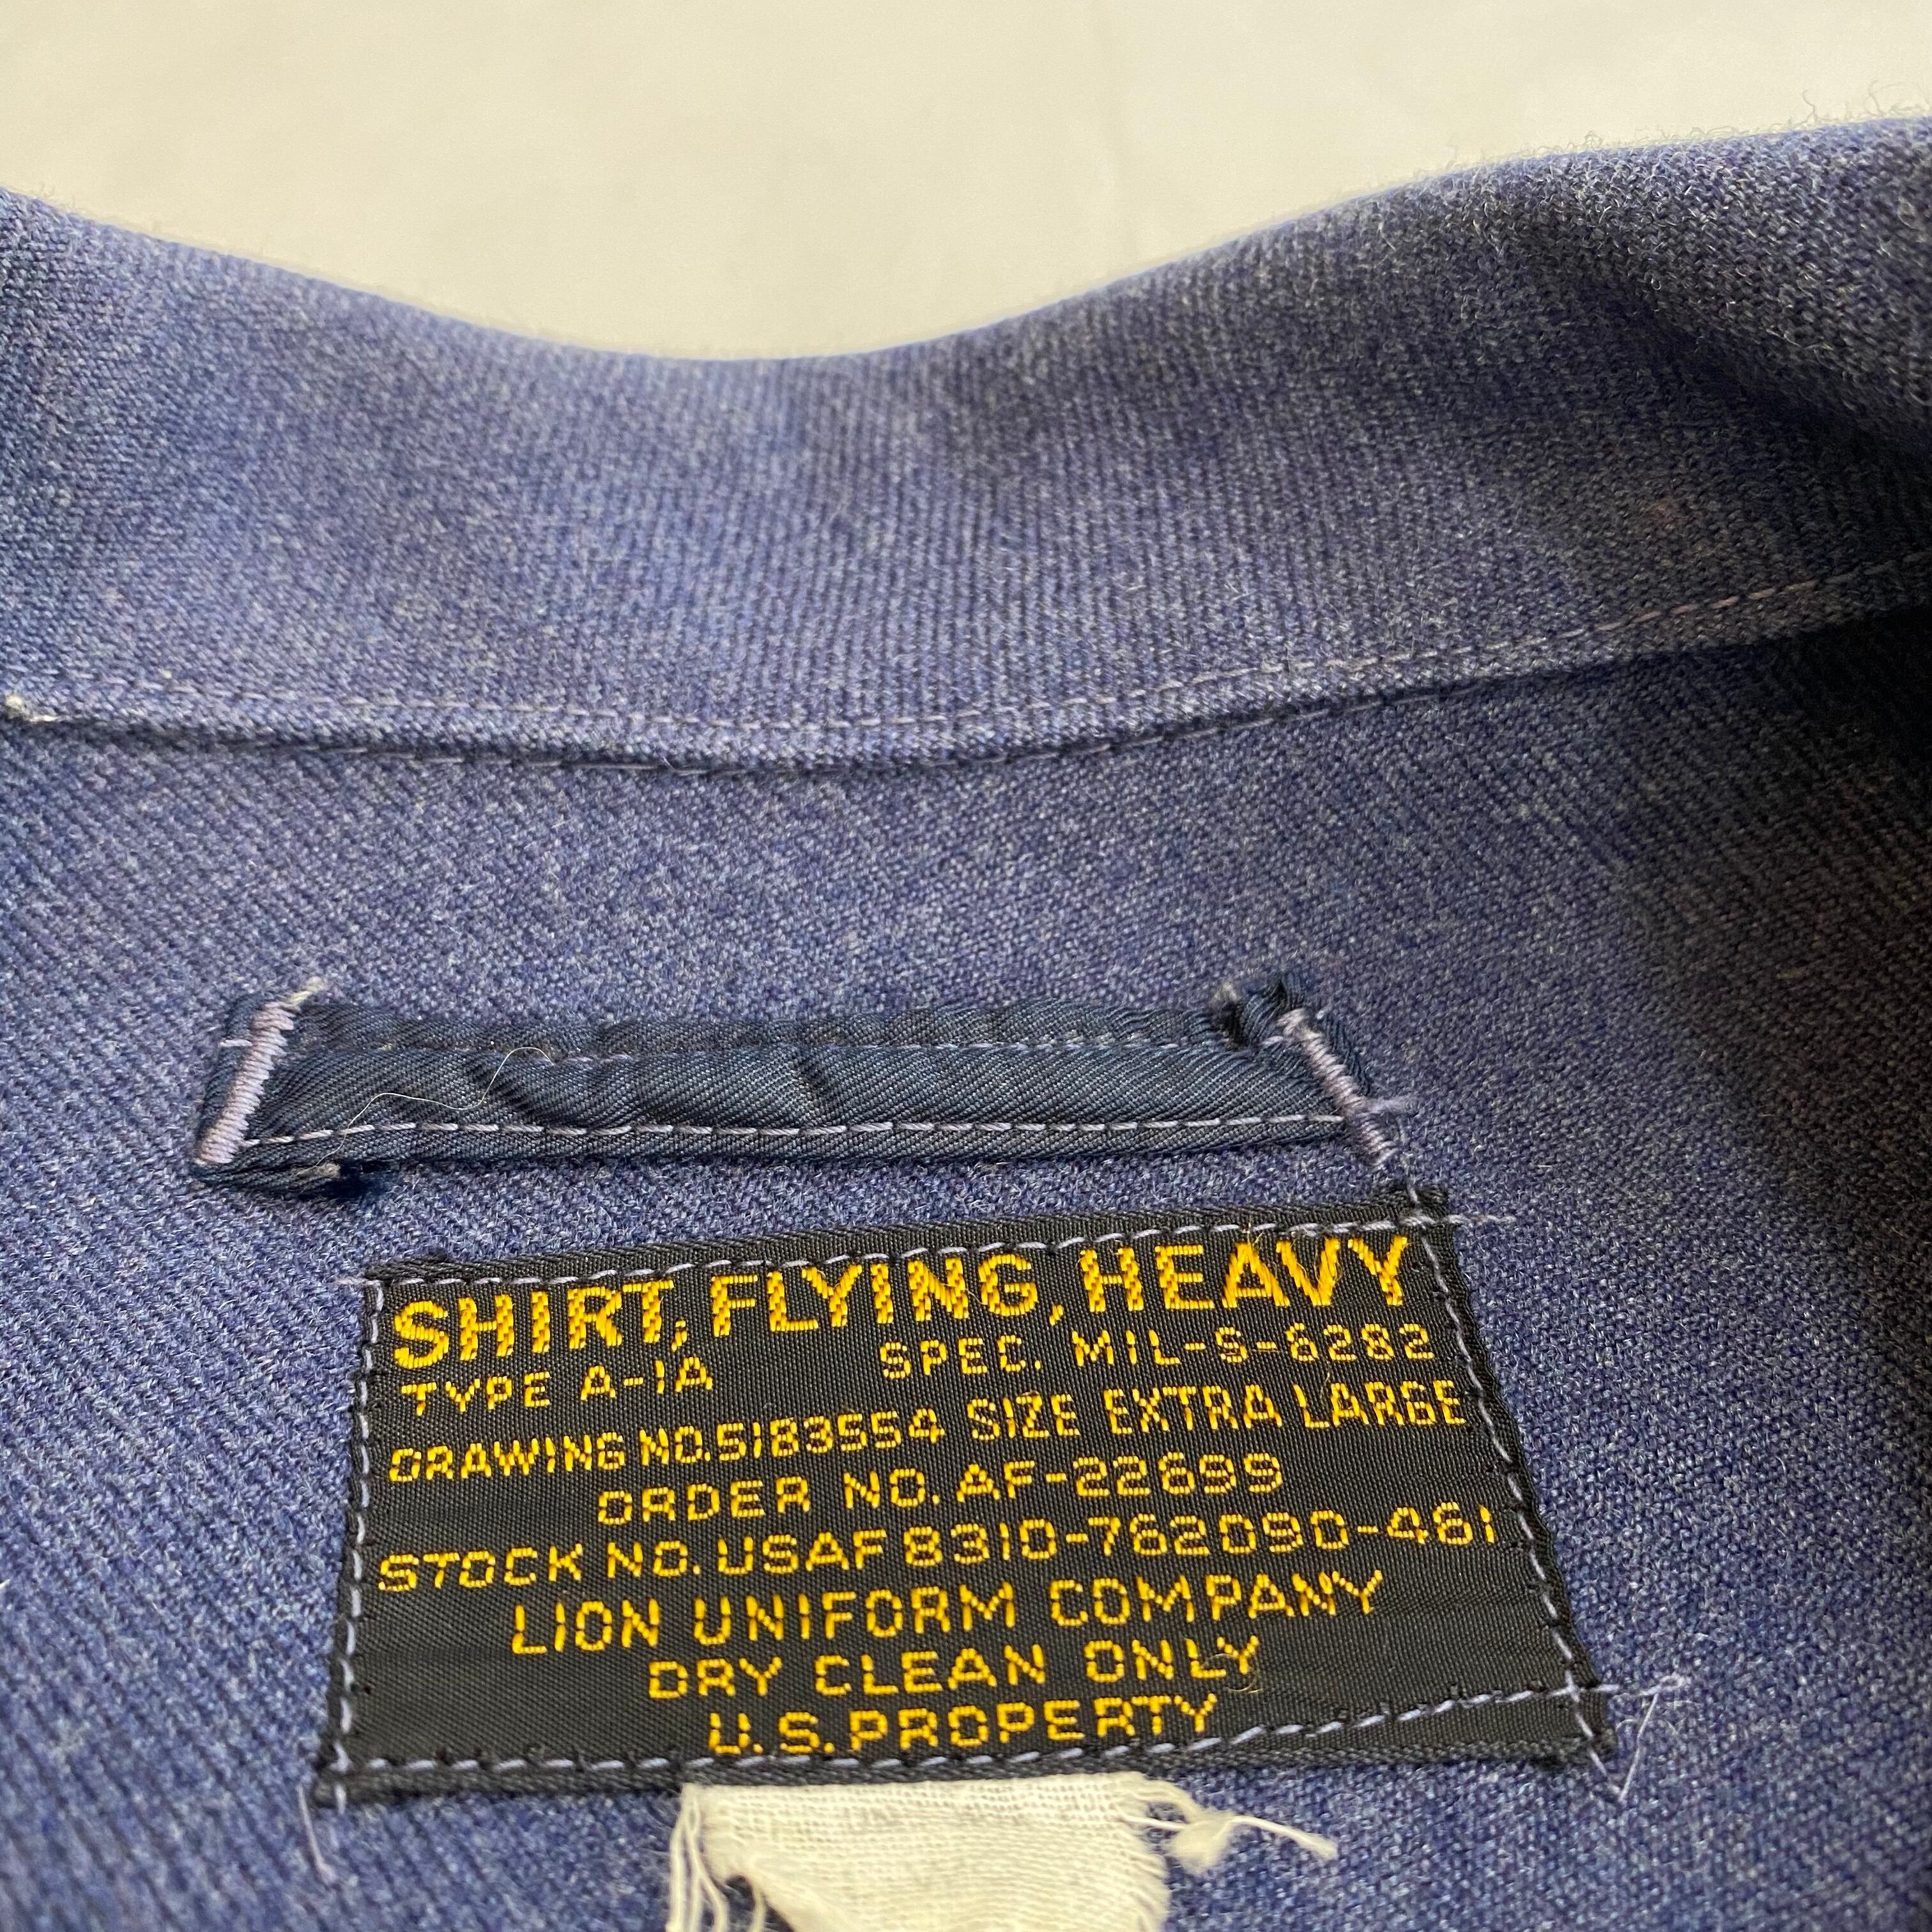 SHIRT, FLYING, HEAVY
TYPE A-1A SPEC. MIL-S-6282
DRAWING NO. 5183554 SIZE EXTRA LARGE
ORDER NO. AF-22699
STOCK NO. USAF 8310-762090-461
LION UNIFORM COMPANY
DRY CLEAN ONLY
U.S. PROPERTY